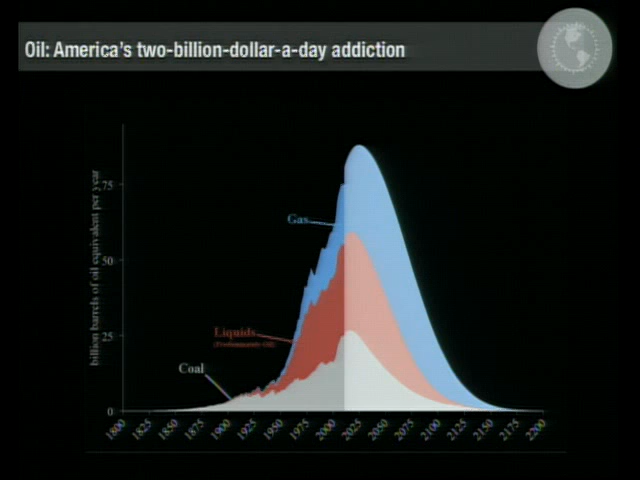 Oil: America's two-billion-dollar-a-day addiction
billion barrels of oil equivalent per year
75
50
25
0
Gas
Liquids
(Predominantly Oil)
Coal
1800 1825 1850 1875 1900 1925 1950 1975 2000 2025 2050 2075 2100 2125 2150 2175 2200